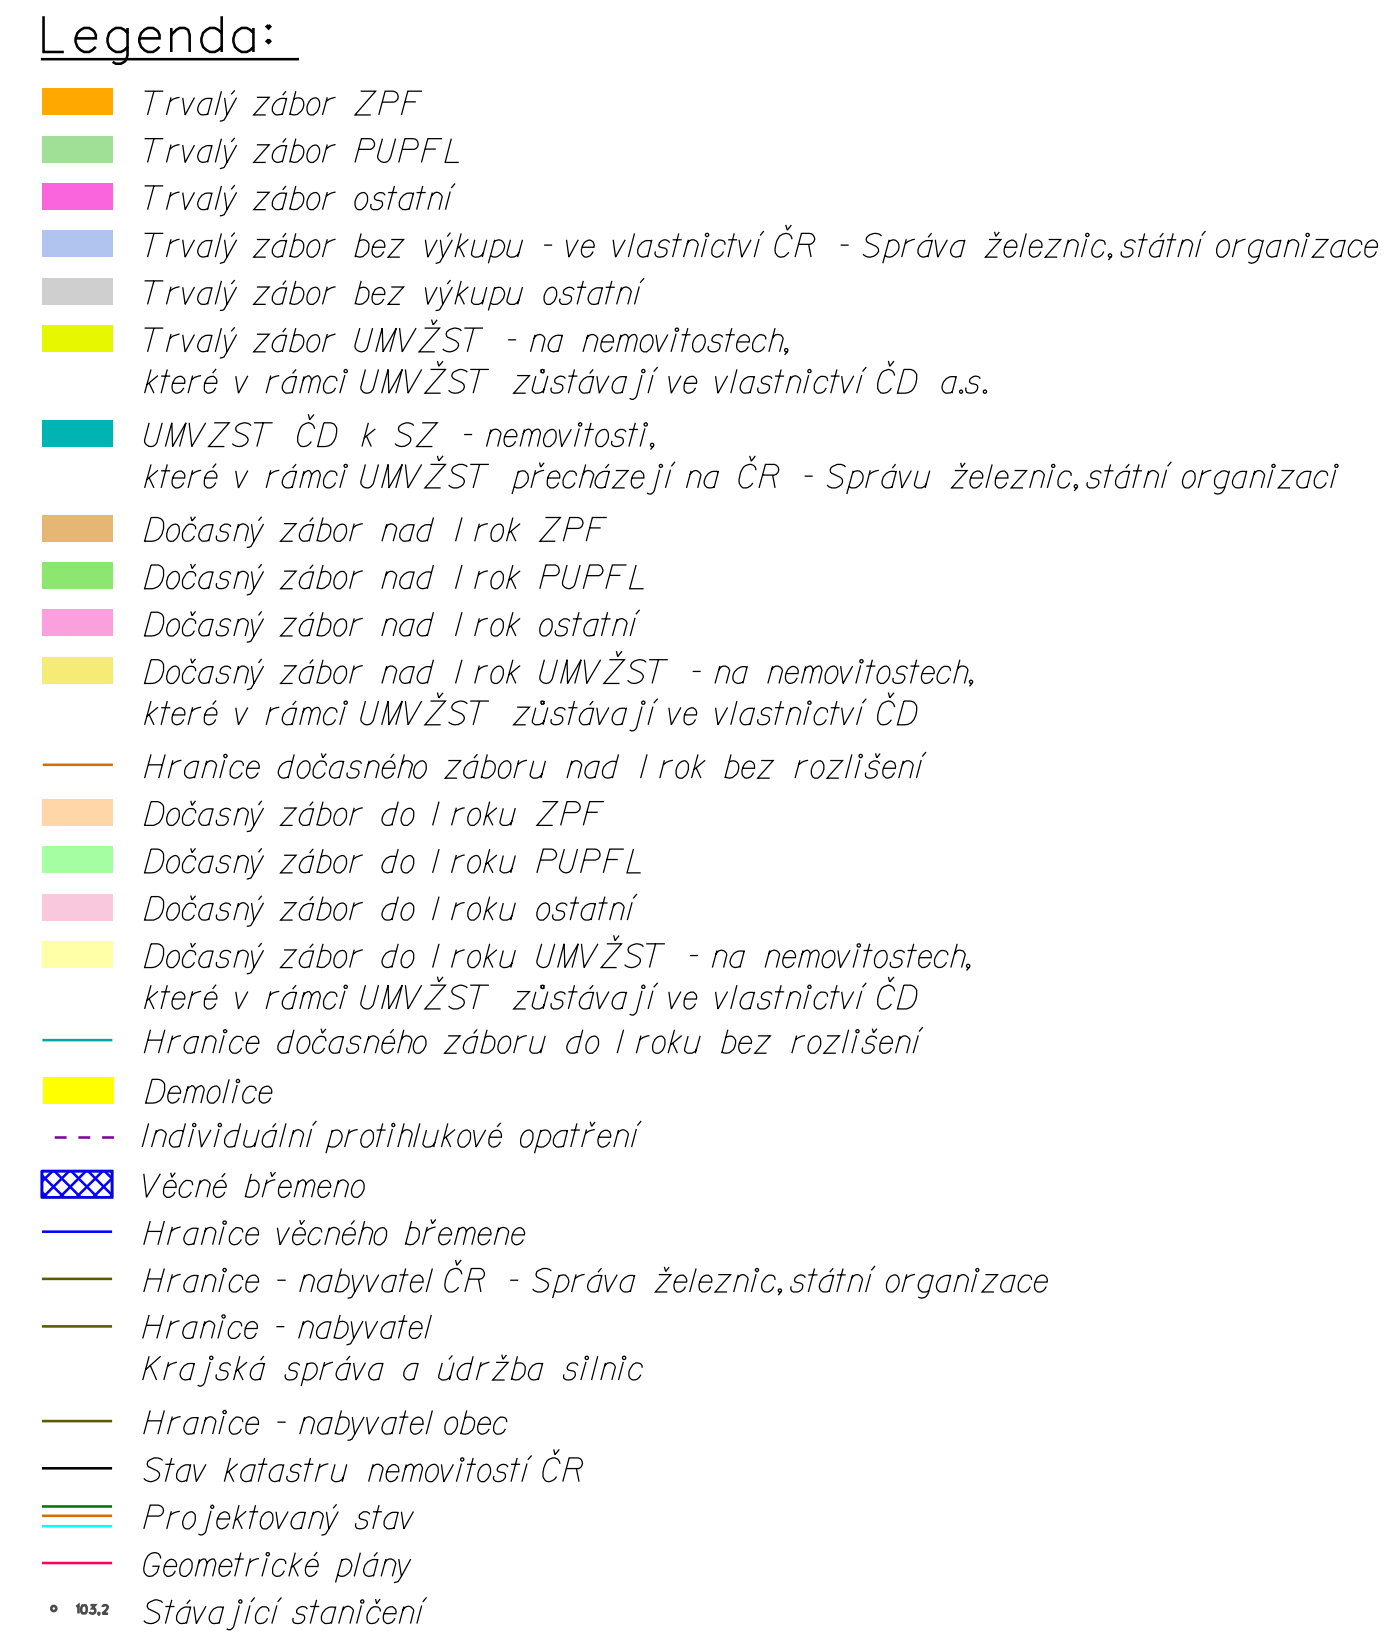 Legenda:
Trvalý zábor ZPF
Trvalý zábor PUPFL
Trvalý zábor ostatní
Trvalý zábor bez výkupu - ve vlastnictví ČR - Správa železnic, státní organizace
Trvalý zábor bez výkupu ostatní
Trvalý zábor UMVŽST - na nemovitostech,
které v rámci UMVŽST zůstávají ve vlastnictví ČD a.s.
UMVZST ČD k SZ - nemovitosti,
které v rámci UMVŽST přecházejí na ČR - Správu železnic, státní organizaci
Dočasný zábor nad 1 rok ZPF
Dočasný zábor nad 1 rok PUPFL
Dočasný zábor nad 1 rok ostatní
Dočasný zábor nad 1 rok UMVŽST - na nemovitostech,
které v rámci UMVŽST zůstávají ve vlastnictví ČD
Hranice dočasného záboru nad 1 rok bez rozlišení
Dočasný zábor do 1 roku ZPF
Dočasný zábor do 1 roku PUPFL
Dočasný zábor do 1 roku ostatní
Dočasný zábor do 1 roku UMVŽST - na nemovitostech,
které v rámci UMVŽST zůstávají ve vlastnictví ČD
Hranice dočasného záboru do 1 roku bez rozlišení
Demolice
Individuální protihlukové opatření
Věcné břemeno
Hranice věcného břemene
Hranice - nabyvatel ČR - Správa železnic, státní organizace
Hranice - nabyvatel
Krajská správa a údržba silnic
Hranice - nabyvatel obec
Stav katastru nemovitostí ČR
Projektovaný stav
Geometrické plány
103,2 Stávající staničení